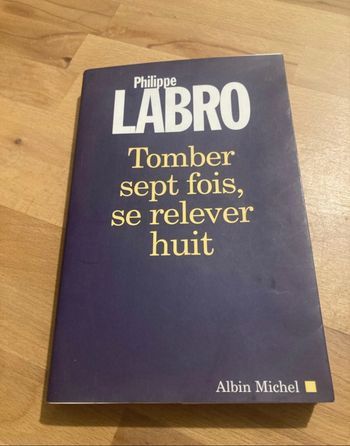 Philippe
LABRO
Tomber
sept fois,
se relever
huit
Albin Michel